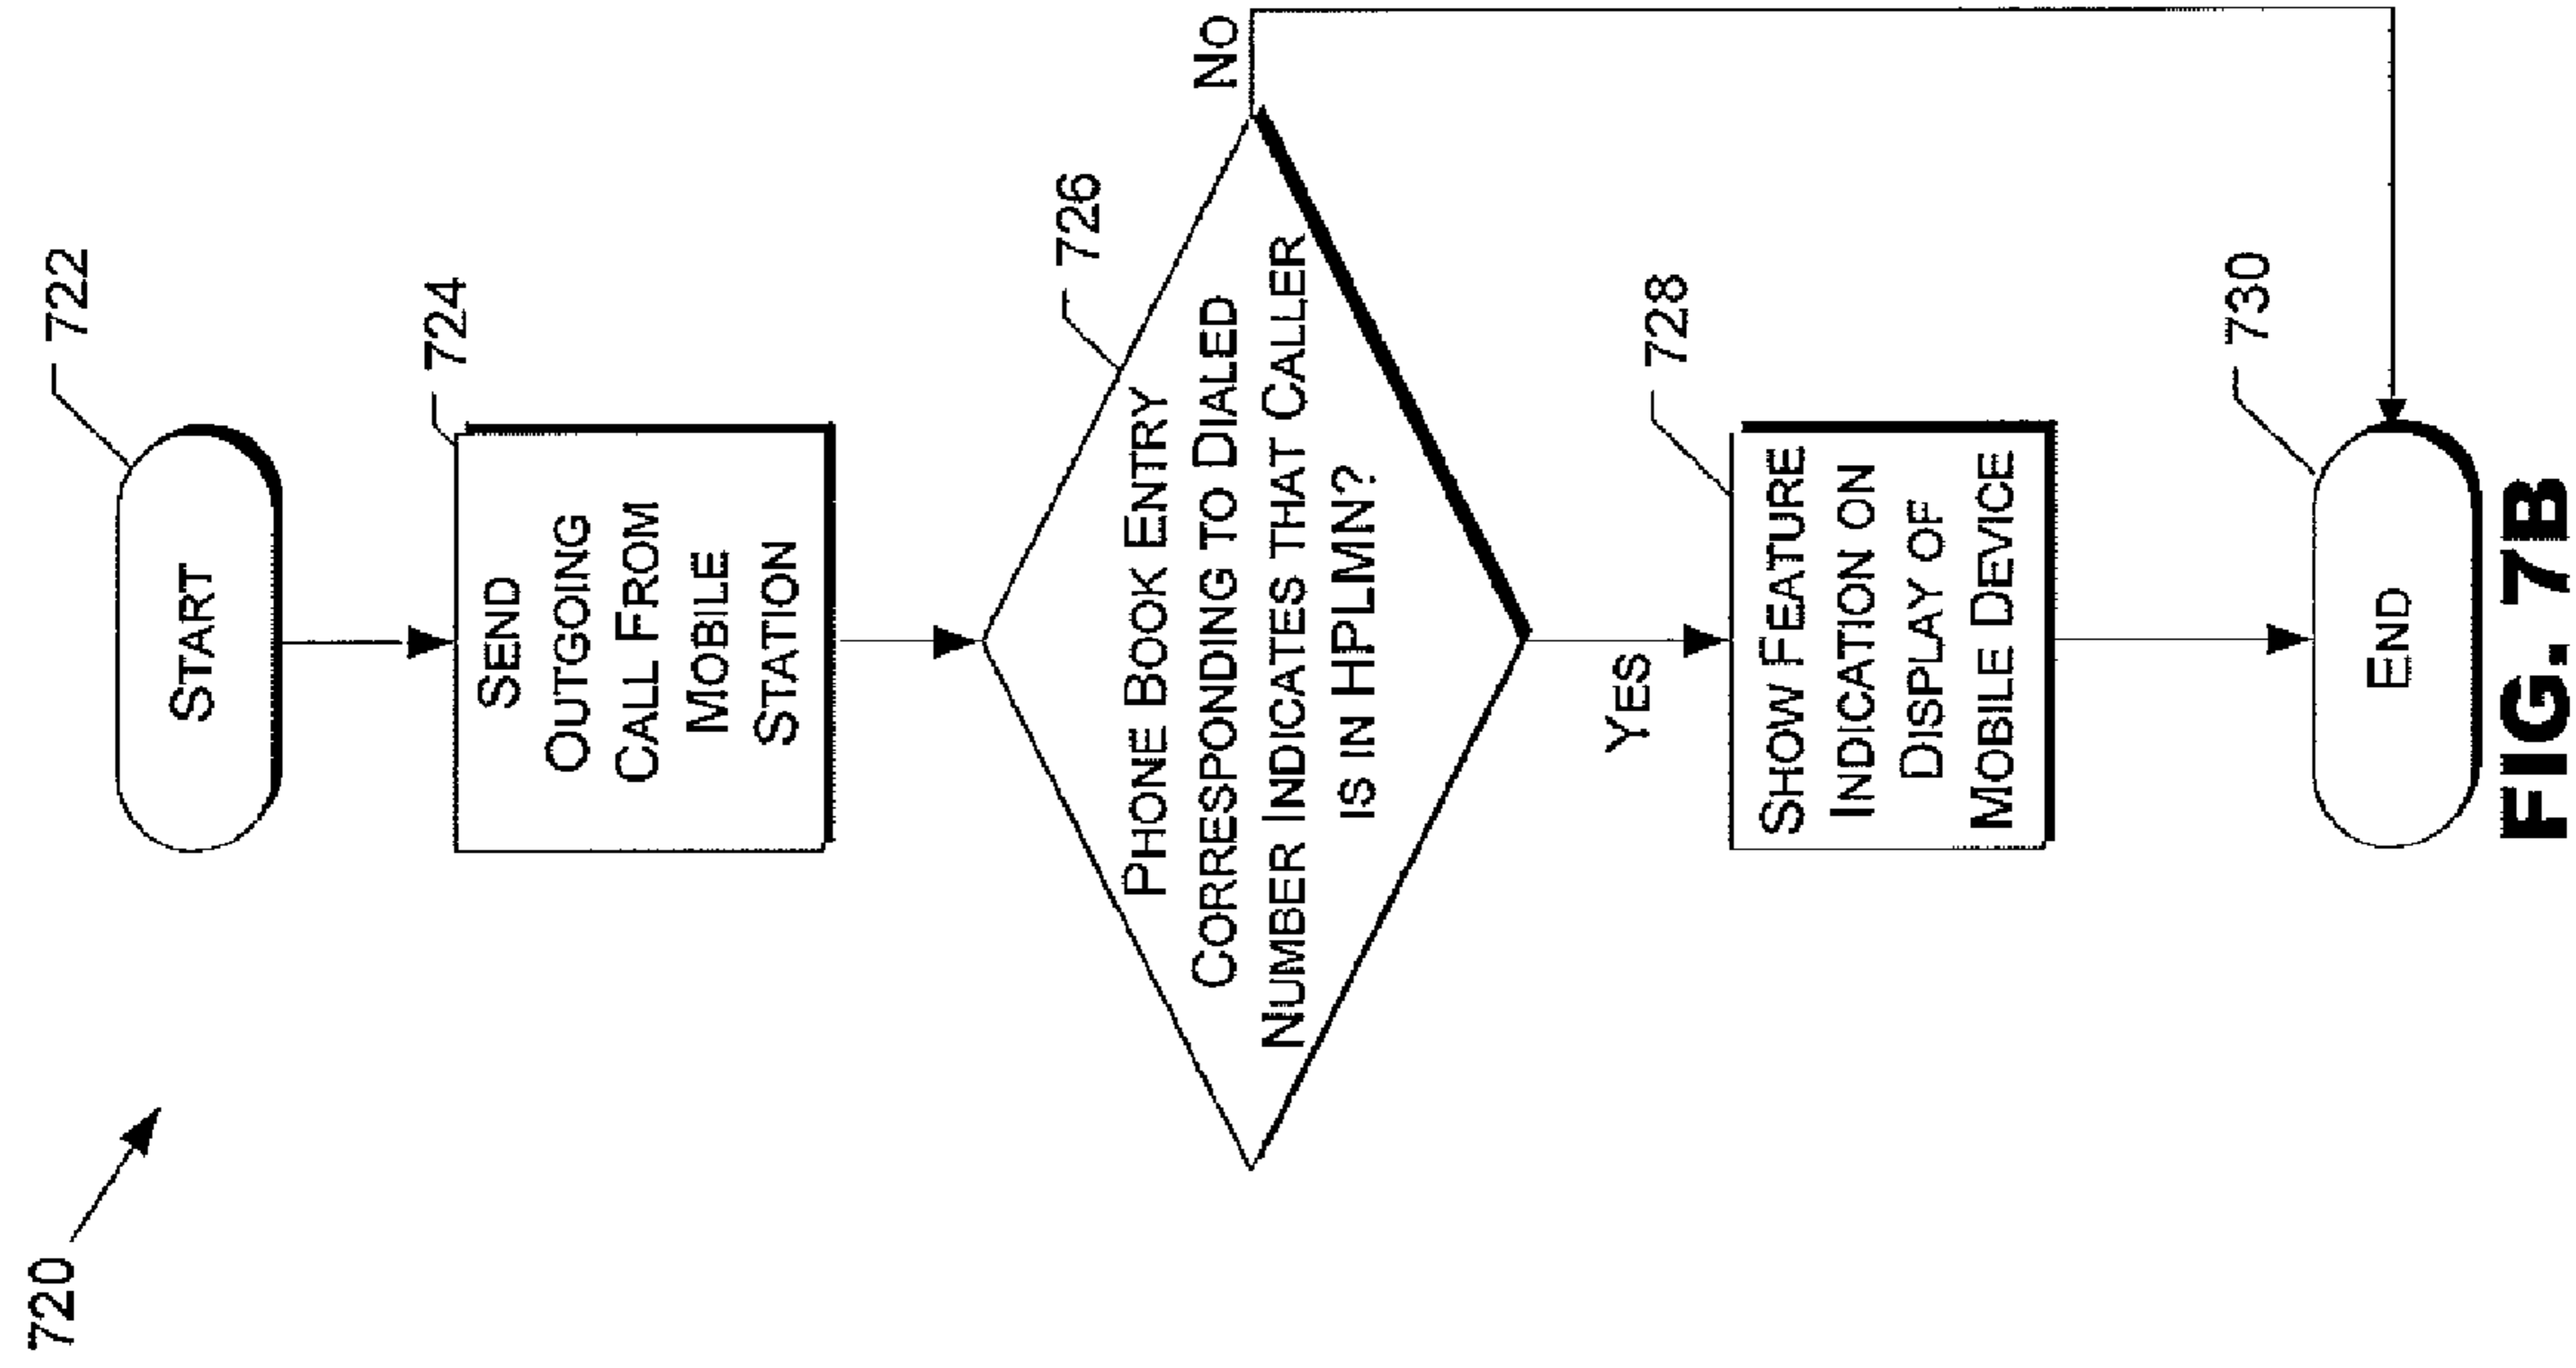 720
722
START
724
SEND
OUTGOING
CALL FROM
MOBILE
STATION
726
PHONE BOOK ENTRY
CORRESPONDING TO DIALED
NUMBER INDICATES THAT CALLER
IS IN HPLMN?
NO
YES
728
SHOW FEATURE
INDICATION ON
DISPLAY OF
MOBILE DEVICE
730
END
FIG. 7B